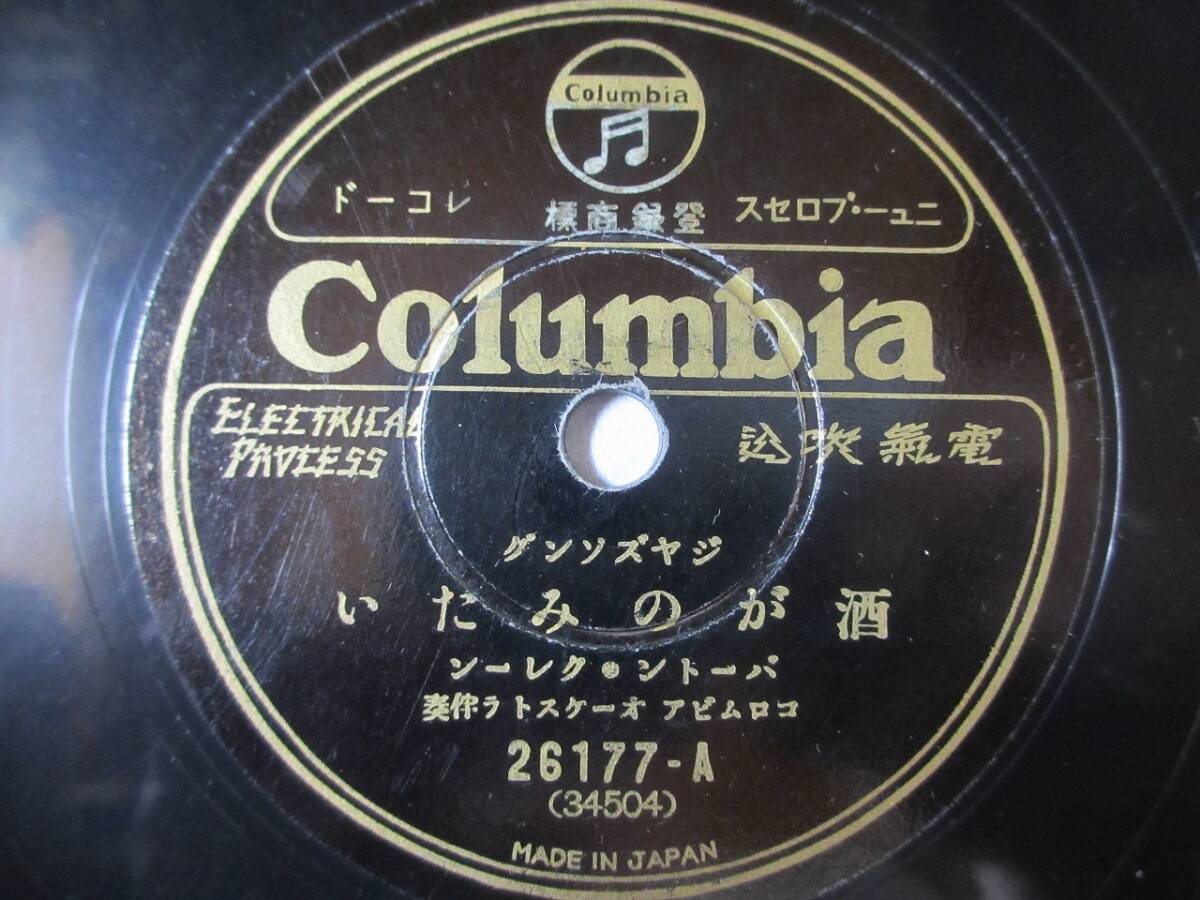 Columbia
ニュー・プロセス 登録商標 レコード
Columbia
ELECTRICAL PROCESS
電氣吹込
ジヤズソング
酒がのみたい
バートン・クレーン
コロムビア オーケストラ伴奏
26177-A
(34504)
MADE IN JAPAN